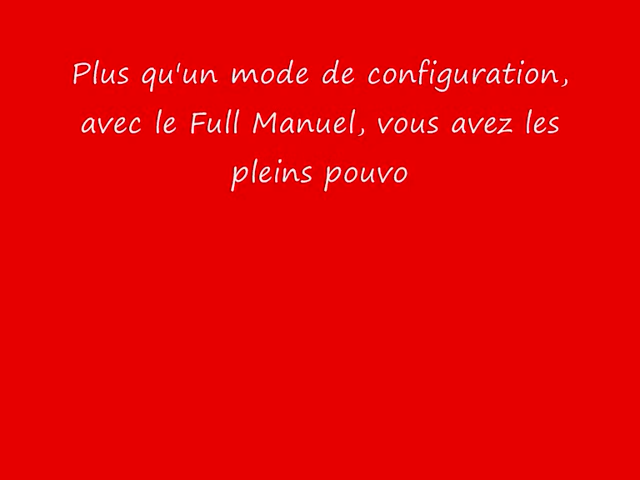 Plus qu'un mode de configuration,
avec le Full Manuel, vous avez les
pleins pouvo